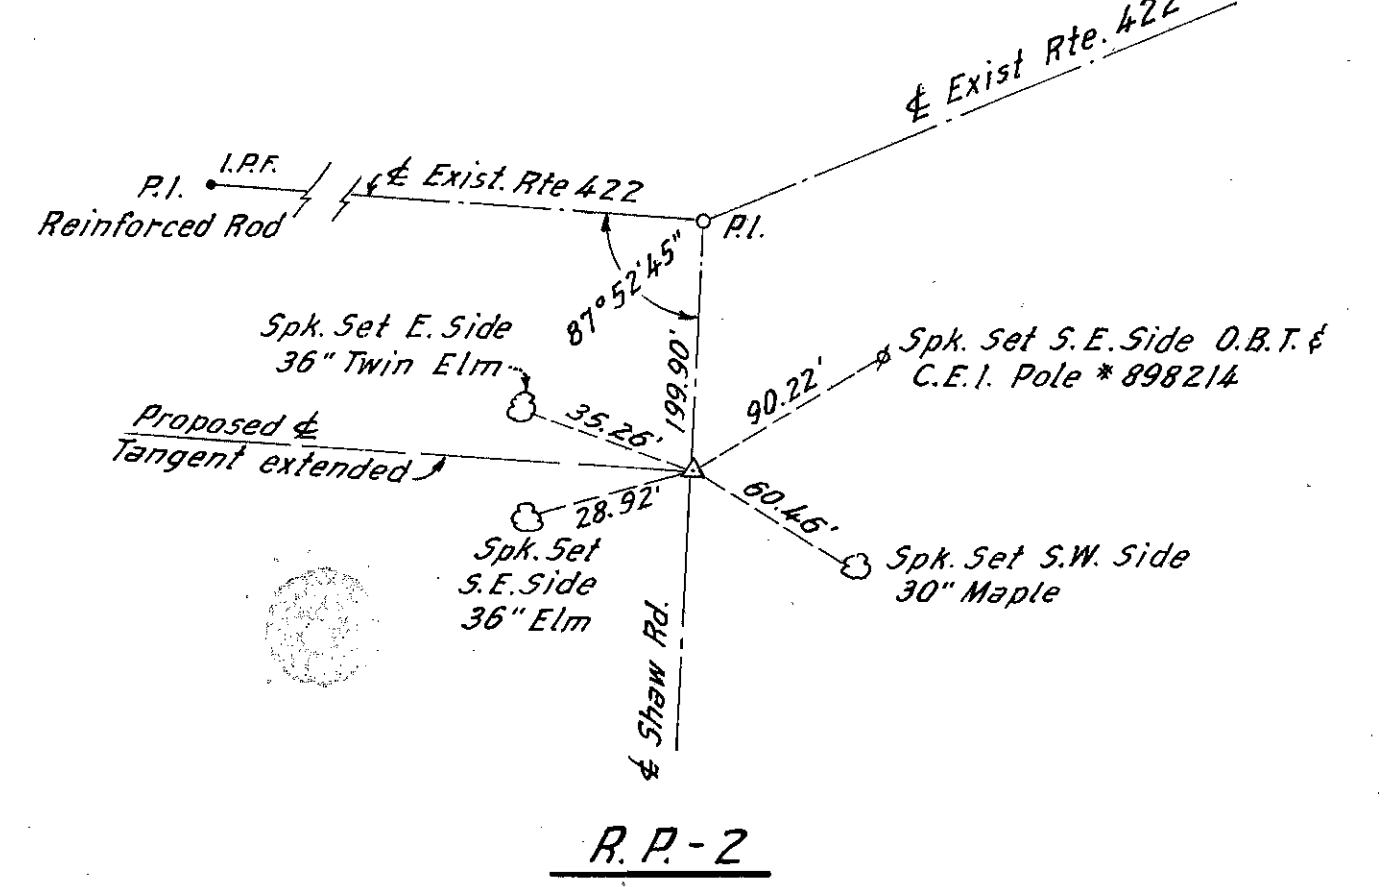 ℄ Exist Rte. 422
I.P.F.
P.I.
Reinforced Rod
℄ Exist. Rte 422
P.I.
87°52'45"
199.90'
Spk. Set E. Side
36" Twin Elm
35.26'
90.22'
Spk. Set S.E. Side O.B.T. &
C.E.I. Pole * 898214
Proposed ℄
Tangent extended
28.92'
60.46'
Spk. Set
S.E. Side
36" Elm
Spk. Set S.W. Side
30" Maple
℄ Shaw Rd.
R.P.-2